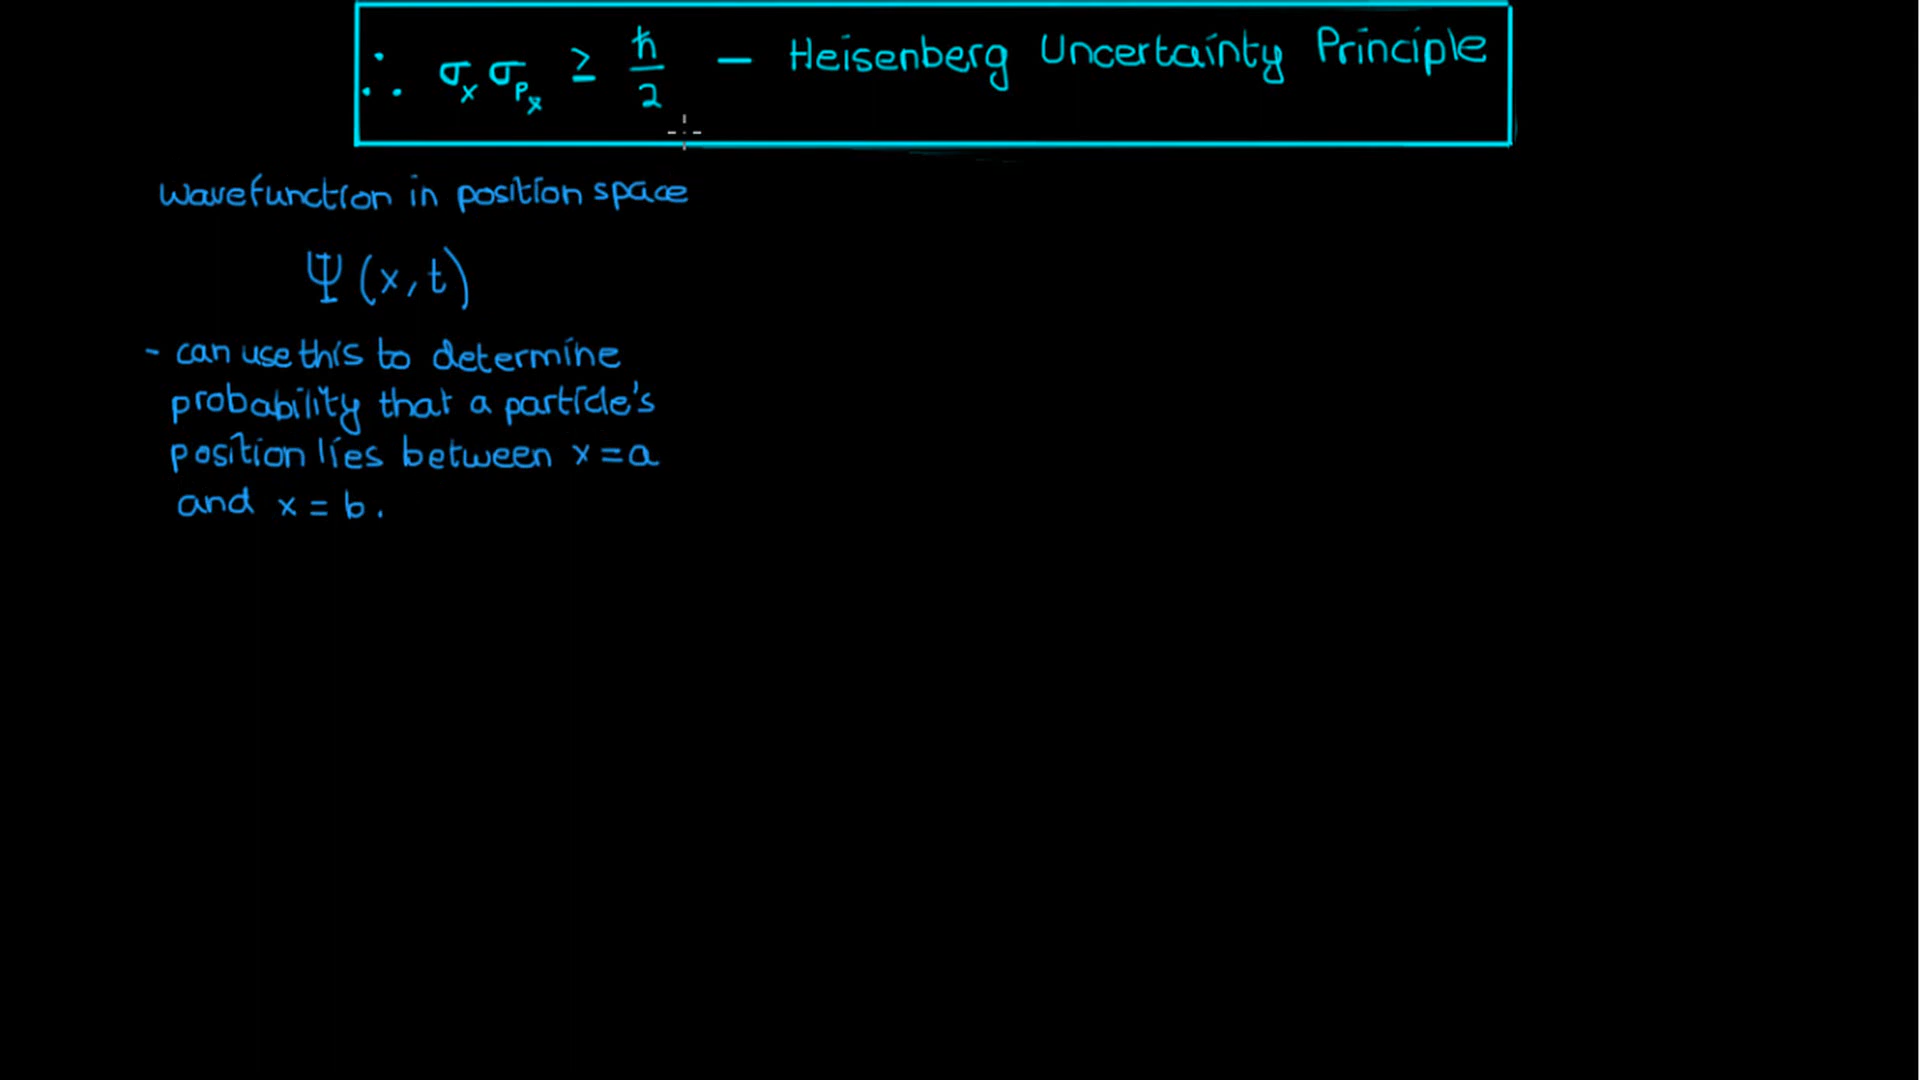 ∴ σₓ σ_pₓ ≥ ħ/2 — Heisenberg Uncertainty Principle
Wavefunction in position space
Ψ(x,t)
- can use this to determine
probability that a particle's
position lies between x=a
and x=b.